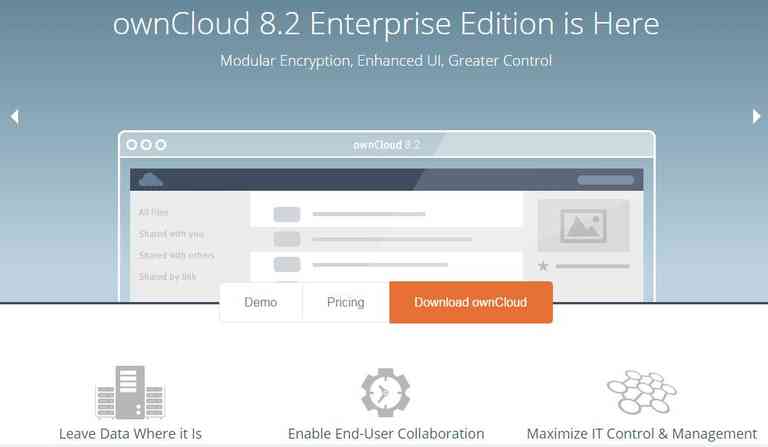 ownCloud 8.2 Enterprise Edition is Here
Modular Encryption, Enhanced UI, Greater Control
ownCloud 8.2
All files
Shared with you
Shared with others
Shared by link
Demo
Pricing
Download ownCloud
Leave Data Where it Is
Enable End-User Collaboration
Maximize IT Control & Management